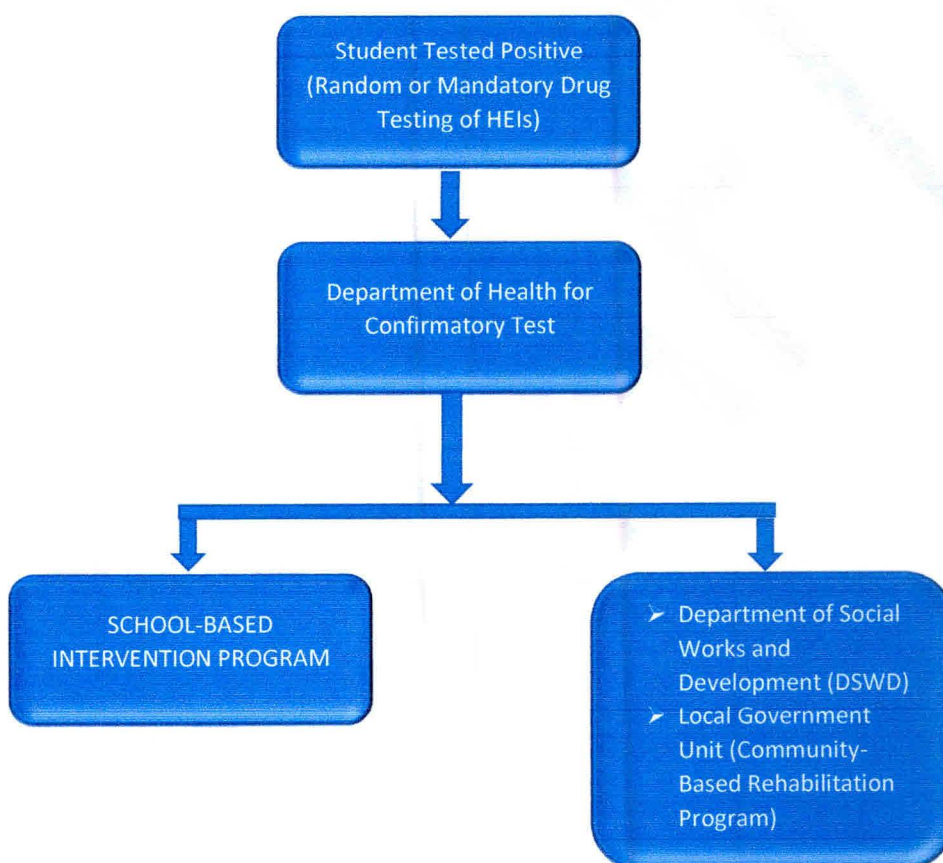 Student Tested Positive
(Random or Mandatory Drug
Testing of HEIs)
Department of Health for
Confirmatory Test
SCHOOL-BASED
INTERVENTION PROGRAM
➢ Department of Social
Works and
Development (DSWD)
➢ Local Government
Unit (Community-
Based Rehabilitation
Program)